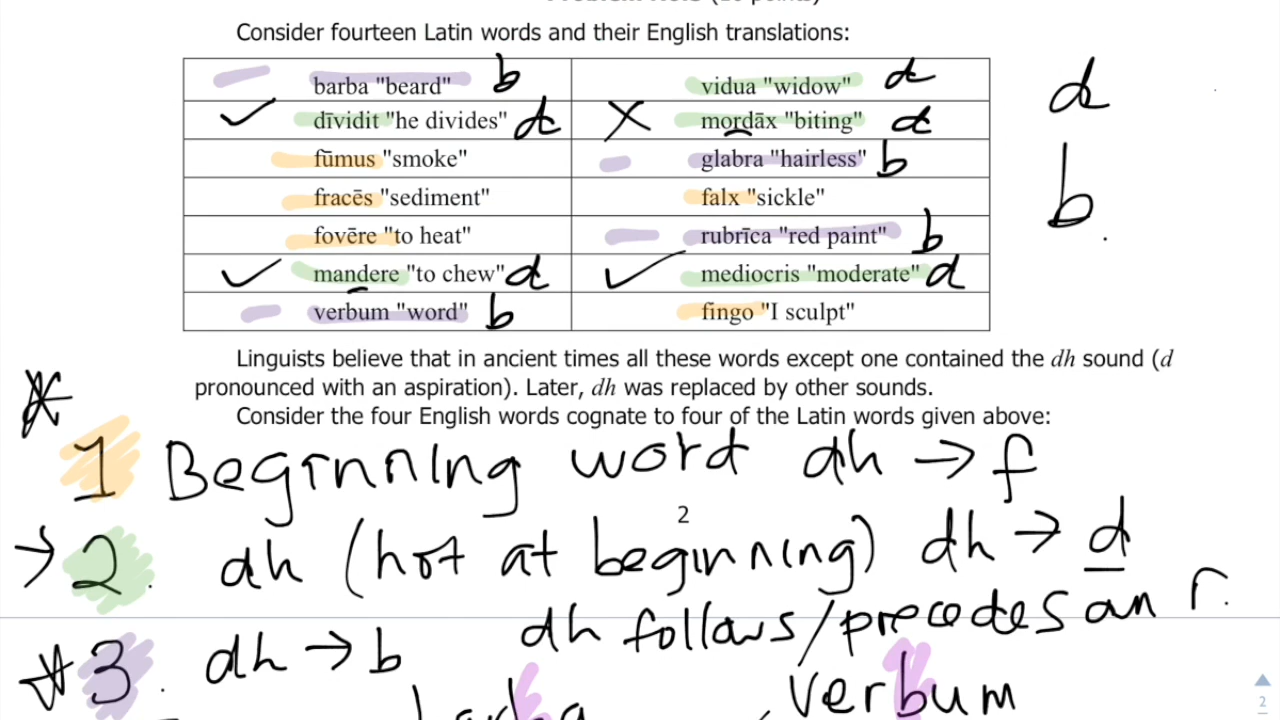 Consider fourteen Latin words and their English translations:
barba "beard" b vidua "widow" d
dīvidit "he divides" d mordāx "biting" d
fūmus "smoke" glabra "hairless" b
fracēs "sediment" falx "sickle"
fovēre "to heat" rubrīca "red paint" b
mandere "to chew" d mediocris "moderate" d
verbum "word" b fingo "I sculpt"
d
b.
Linguists believe that in ancient times all these words except one contained the dh sound (d
pronounced with an aspiration). Later, dh was replaced by other sounds.
Consider the four English words cognate to four of the Latin words given above:
1 Beginning word dh → f
2
→ 2. dh (not at beginning) dh → d
dh follows/precedes an r.
3. dh → b
verbum
2